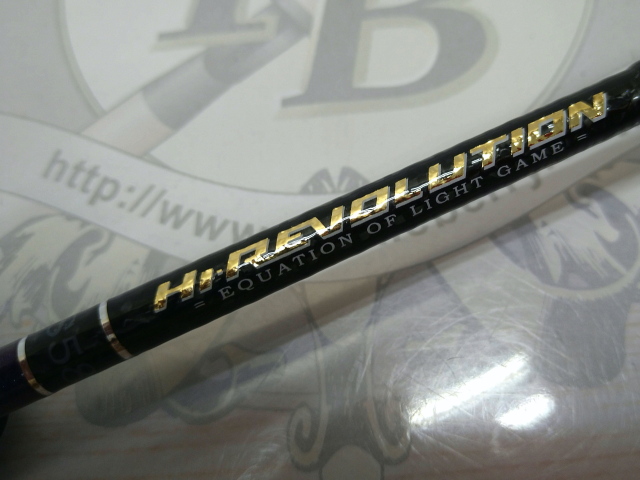 B
http://www.
Hi-REVOLUTION
= EQUATION OF LIGHT GAME =